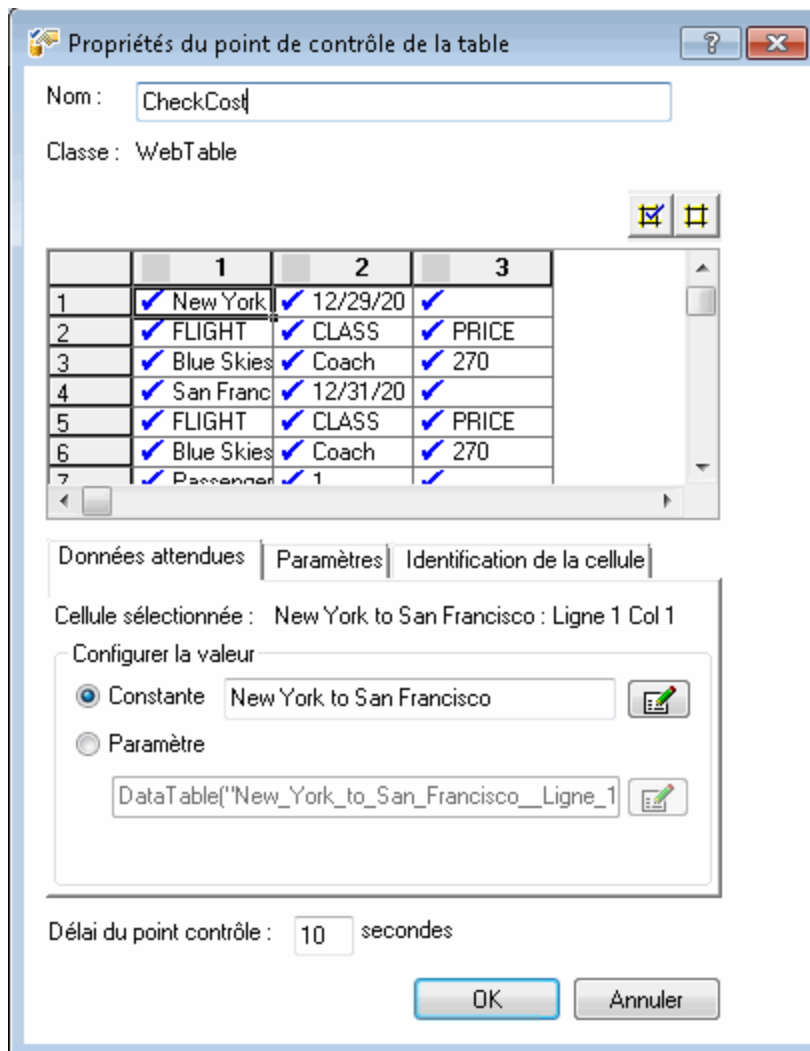 Propriétés du point de contrôle de la table
Nom :
CheckCost
Classe : WebTable
1 2 3
1 New York 12/29/20
2 FLIGHT CLASS PRICE
3 Blue Skies Coach 270
4 San Franc 12/31/20
5 FLIGHT CLASS PRICE
6 Blue Skies Coach 270
7 Passenger 1
Données attendues Paramètres Identification de la cellule
Cellule sélectionnée : New York to San Francisco : Ligne 1 Col 1
Configurer la valeur
Constante New York to San Francisco
Paramètre
DataTable("New_York_to_San_Francisco__Ligne_1
Délai du point contrôle : 10 secondes
OK Annuler